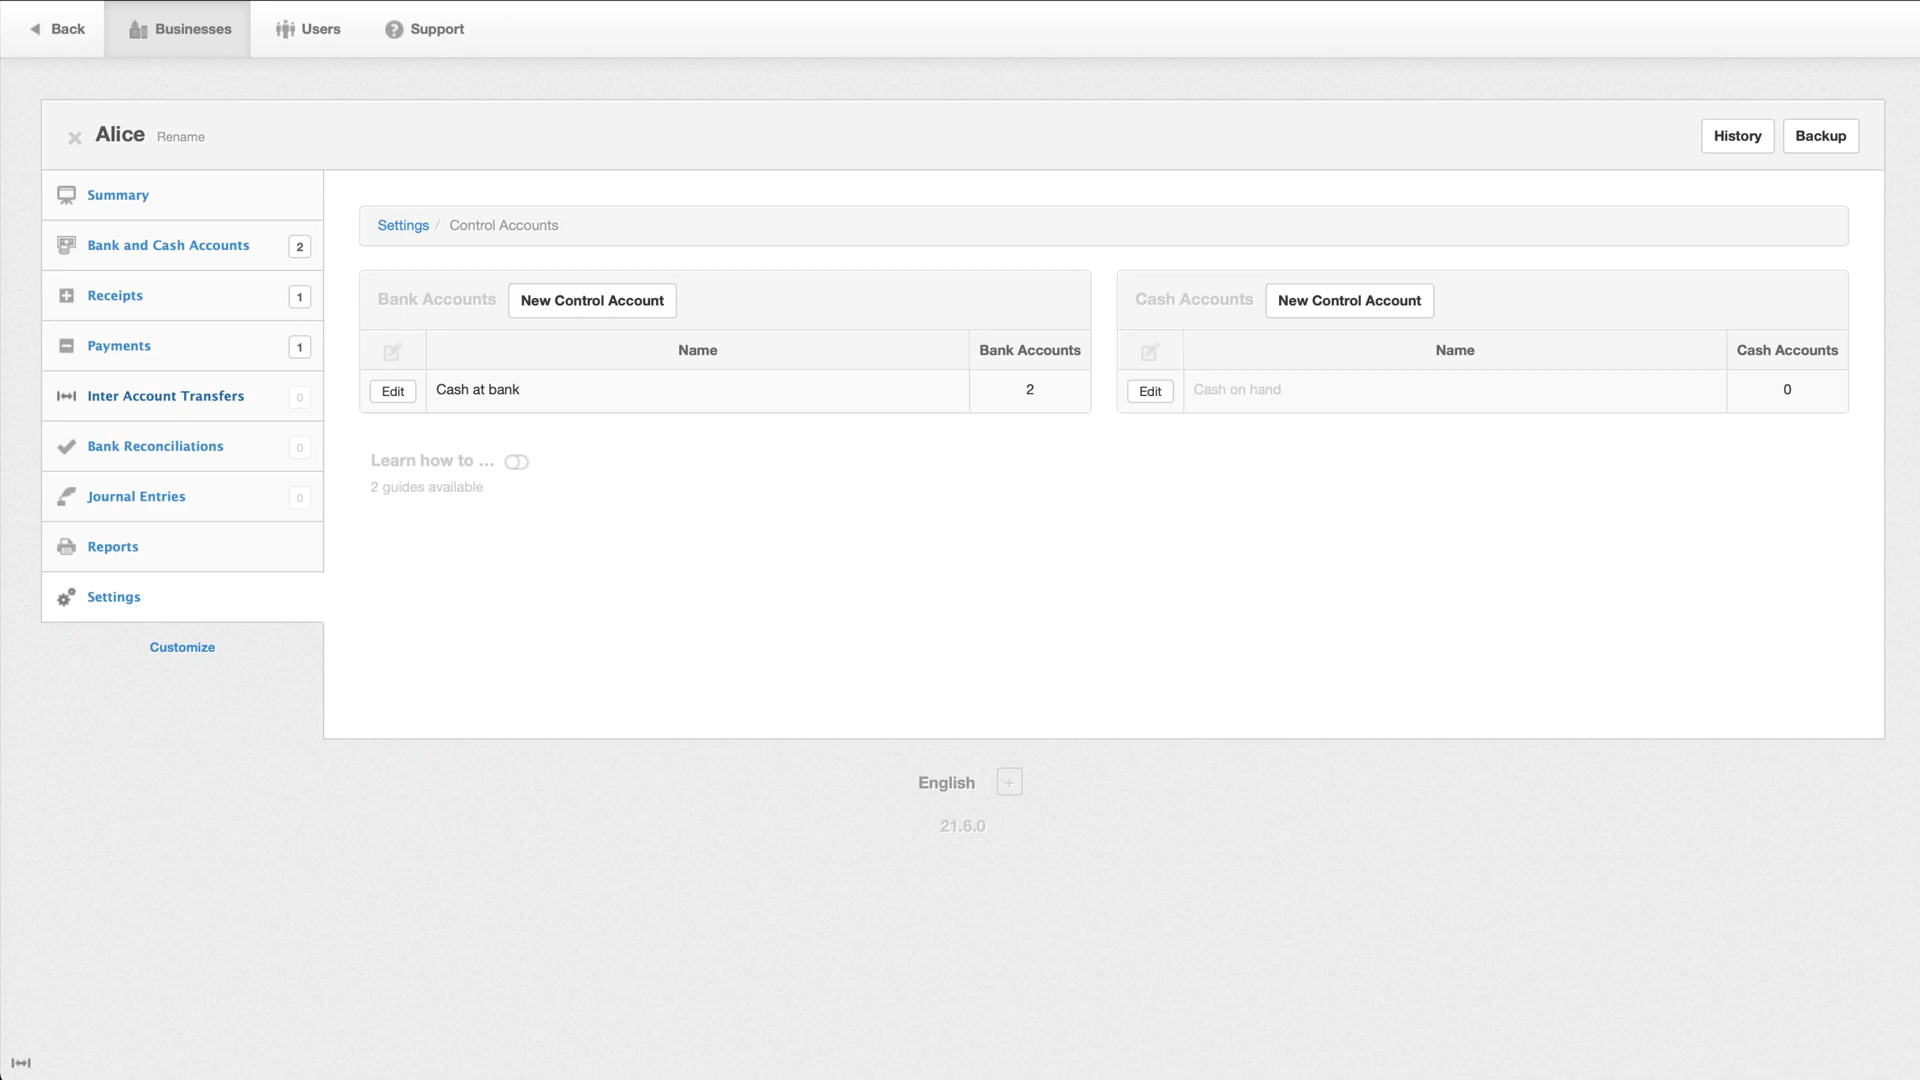 Back
Businesses
Users
Support
Alice Rename
History
Backup
Summary
Bank and Cash Accounts 2
Receipts 1
Payments 1
Inter Account Transfers 0
Bank Reconciliations 0
Journal Entries 0
Reports
Settings
Customize
Settings / Control Accounts
Bank Accounts New Control Account
Name Bank Accounts
Edit Cash at bank 2
Cash Accounts New Control Account
Name Cash Accounts
Edit Cash on hand 0
Learn how to ...
2 guides available
English +
21.6.0